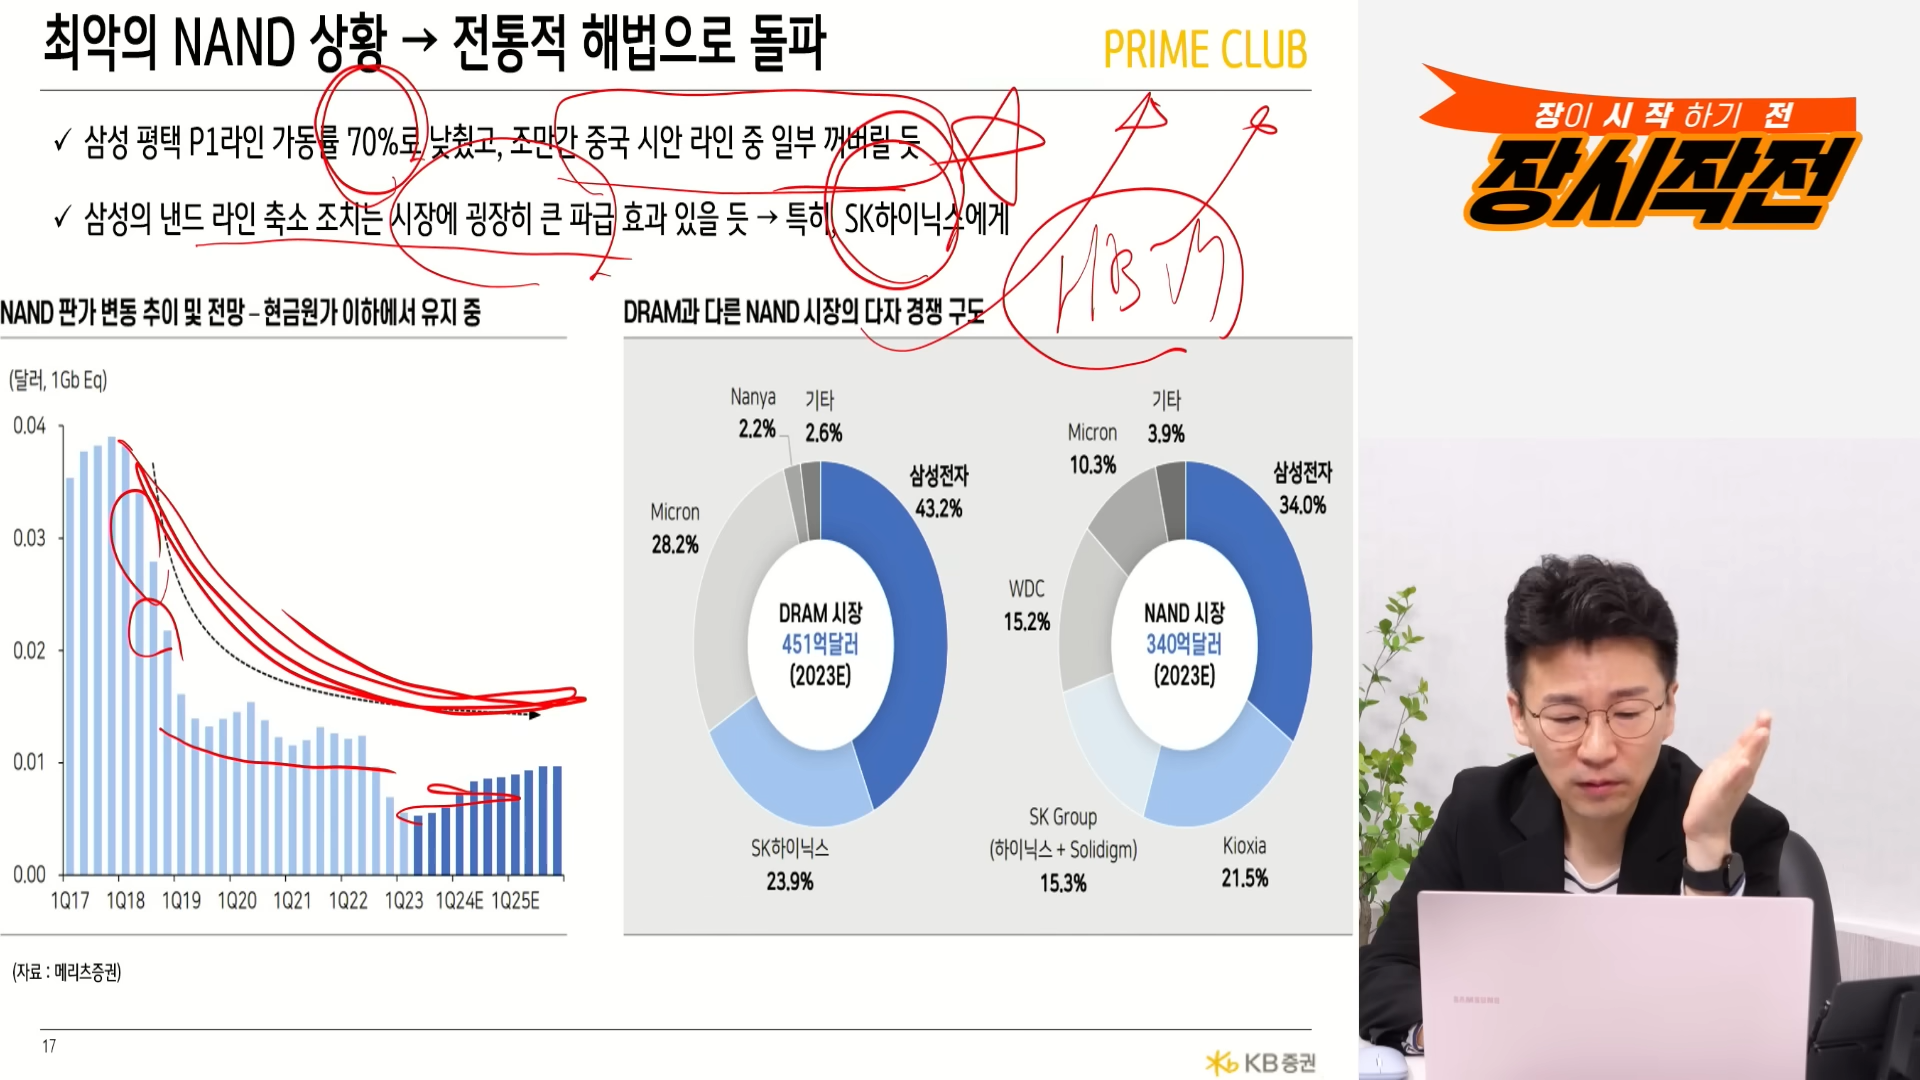 최악의 NAND 상황 → 전통적 해법으로 돌파
PRIME CLUB
✓ 삼성 평택 P1라인 가동률 70%로 낮췄고, 조만간 중국 시안 라인 중 일부 꺼버릴 듯
✓ 삼성의 낸드 라인 축소 조치는 시장에 굉장히 큰 파급 효과 있을 듯 → 특히, SK하이닉스에게
HBM
NAND 판가 변동 추이 및 전망 – 현금원가 이하에서 유지 중
(달러, 1Gb Eq)
0.04
0.03
0.02
0.01
0.00
1Q17 1Q18 1Q19 1Q20 1Q21 1Q22 1Q23 1Q24E 1Q25E
DRAM과 다른 NAND 시장의 다자 경쟁 구도
Nanya
2.2%
기타
2.6%
삼성전자
43.2%
Micron
28.2%
DRAM 시장
451억달러
(2023E)
SK하이닉스
23.9%
기타
3.9%
Micron
10.3%
삼성전자
34.0%
WDC
15.2%
NAND 시장
340억달러
(2023E)
SK Group
(하이닉스 + Solidigm)
15.3%
Kioxia
21.5%
(자료 : 메리츠증권)
17
KB증권
장이 시작하기 전
장시작전
SAMSUNG